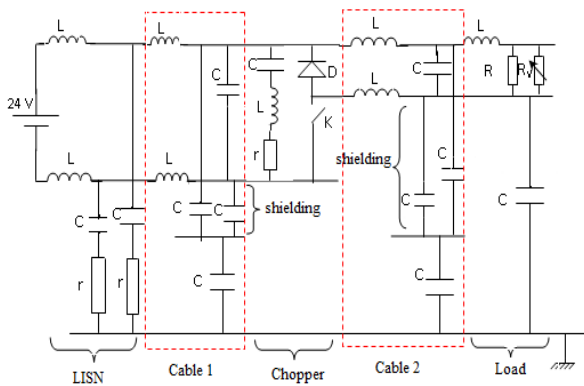 L L L L
C C D C R Rv
24 V C L L
K
L L r
shielding shielding
C C C C C C C
r r C C
LISN Cable 1 Chopper Cable 2 Load